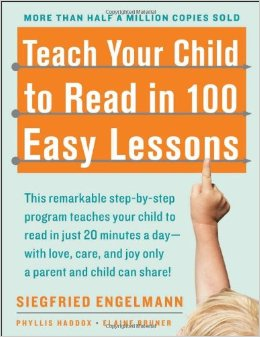 MORE THAN HALF A MILLION COPIES SOLD
Teach Your Child
to Read in 100
Easy Lessons
This remarkable step-by-step
program teaches your child to
read in just 20 minutes a day—
with love, care, and joy only
a parent and child can share!
SIEGFRIED ENGELMANN
PHYLLIS HADDOX • ELAINE BRUNER